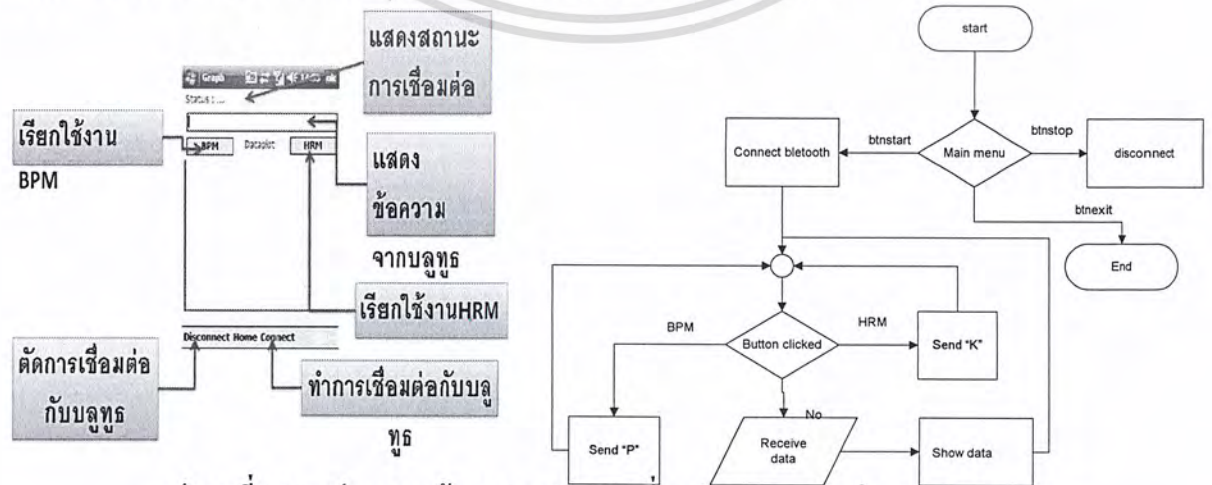 แสดงสถานะ
การเชื่อมต่อ
Graph
Status : ...
เรียกใช้งาน
BPM
BPM
HRM
แสดง
ข้อความ
จากบลูทูธ
เรียกใช้งานHRM
Disconnect Home Connect
ตัดการเชื่อมต่อ
กับบลูทูธ
ทำการเชื่อมต่อกับบลู
ทูธ
start
Connect bletooth
btnstart
Main menu
btnstop
disconnect
btnexit
End
BPM
Button clicked
HRM
Send "K"
No
Send "P"
Receive
data
Show data